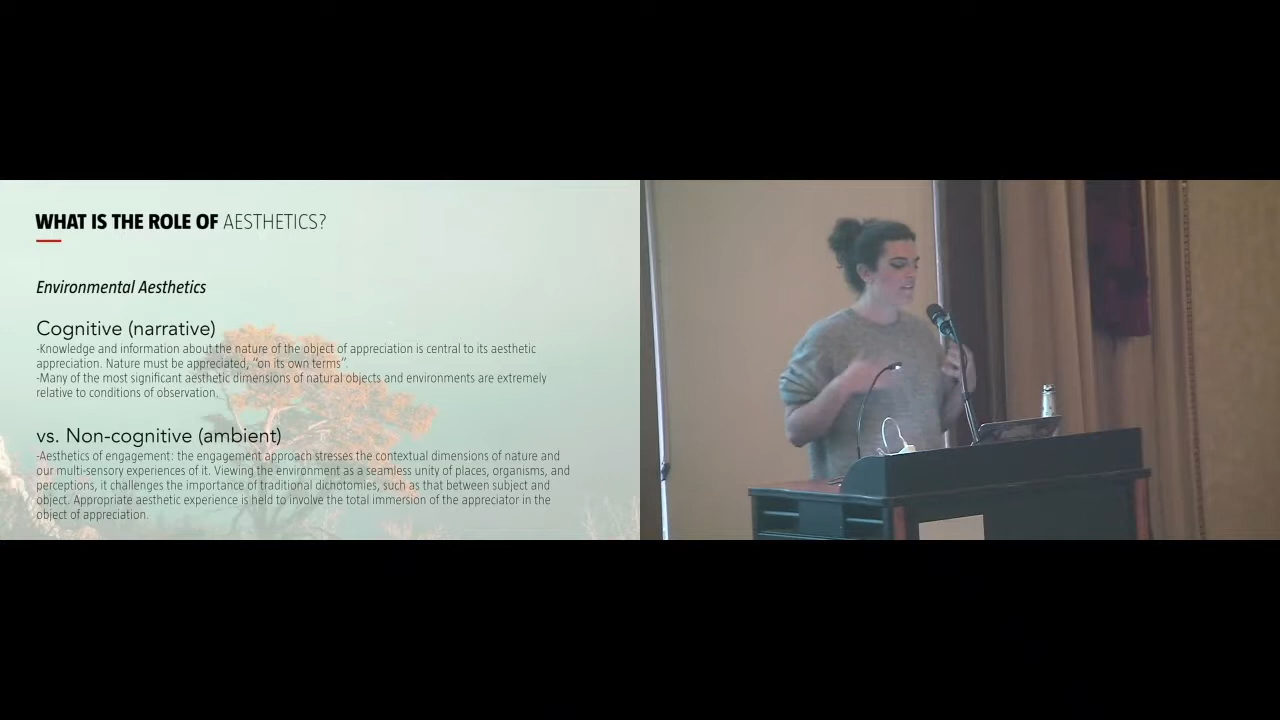 WHAT IS THE ROLE OF AESTHETICS?
Environmental Aesthetics
Cognitive (narrative)
-Knowledge and information about the nature of the object of appreciation is central to its aesthetic
appreciation. Nature must be appreciated, "on its own terms".
-Many of the most significant aesthetic dimensions of natural objects and environments are extremely
relative to conditions of observation.
vs. Non-cognitive (ambient)
-Aesthetics of engagement: the engagement approach stresses the contextual dimensions of nature and
our multi-sensory experiences of it. Viewing the environment as a seamless unity of places, organisms, and
perceptions, it challenges the importance of traditional dichotomies, such as that between subject and
object. Appropriate aesthetic experience is held to involve the total immersion of the appreciator in the
object of appreciation.